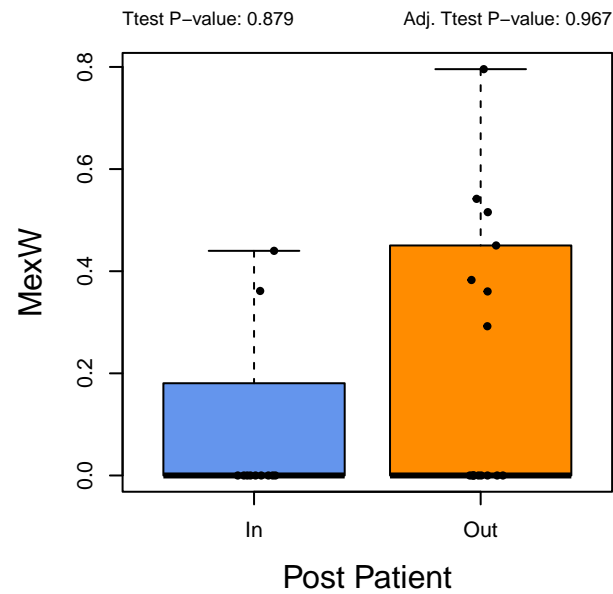 Ttest P−value: 0.879
Adj. Ttest P−value: 0.967
0.8
0.6
0.4
0.2
0.0
MexW
In
Out
Post Patient